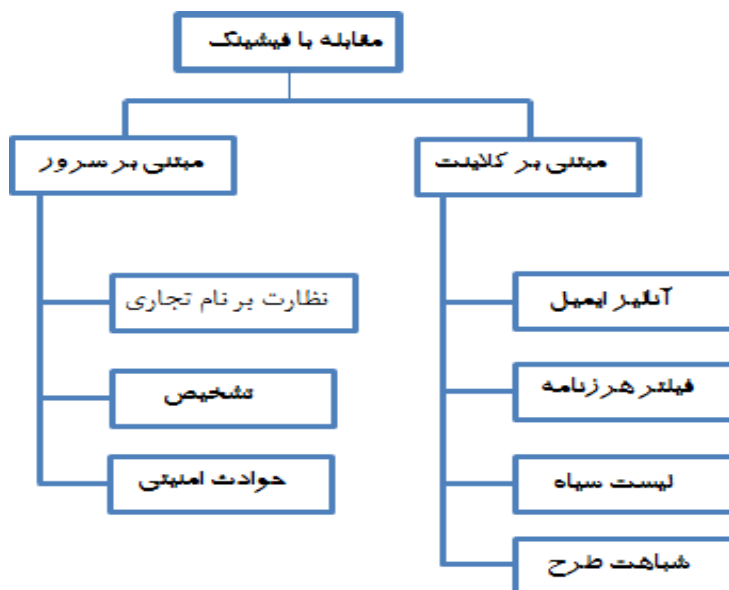 مقابله با فیشینگ
مبتنی بر کلاینت
آنالیز ایمیل
فیلتر هرزنامه
لیست سیاه
شباهت طرح
مبتنی بر سرور
نظارت بر نام تجاری
تشخیص
حوادث امنیتی